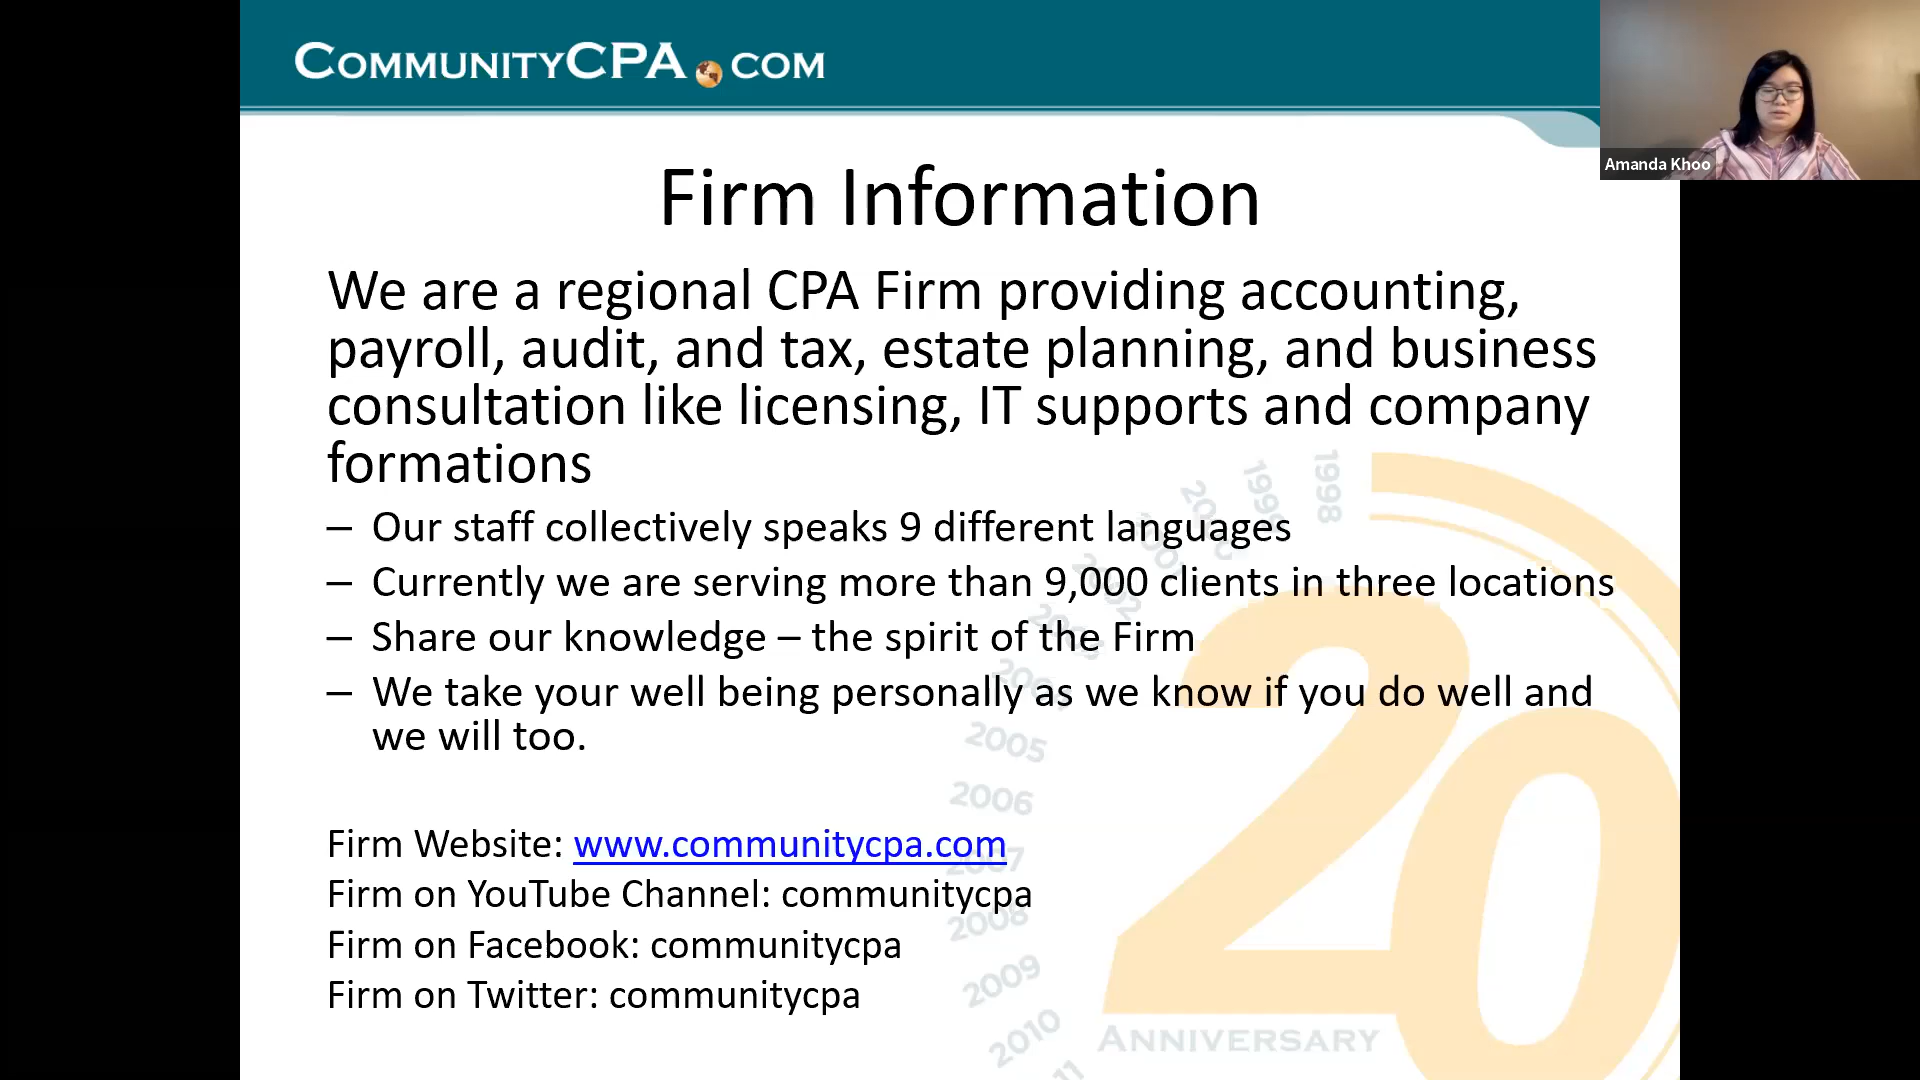 COMMUNITYCPA.COM
Amanda Khoo
Firm Information
We are a regional CPA Firm providing accounting,
payroll, audit, and tax, estate planning, and business
consultation like licensing, IT supports and company
formations
– Our staff collectively speaks 9 different languages
– Currently we are serving more than 9,000 clients in three locations
– Share our knowledge – the spirit of the Firm
– We take your well being personally as we know if you do well and
we will too.
Firm Website: www.communitycpa.com
Firm on YouTube Channel: communitycpa
Firm on Facebook: communitycpa
Firm on Twitter: communitycpa
1998
1999
2005
2006
2007
2008
2009
2010
20
ANNIVERSARY